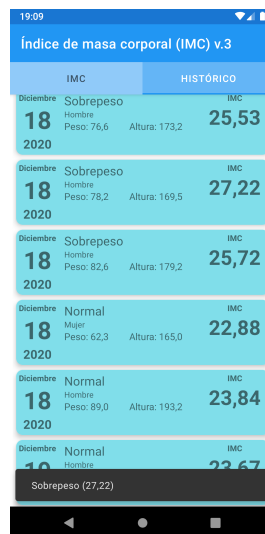 19:09
Índice de masa corporal (IMC) v.3
IMC HISTÓRICO
Diciembre Sobrepeso IMC
18 Hombre 25,53
Peso: 76,6 Altura: 173,2
2020
Diciembre Sobrepeso IMC
18 Hombre 27,22
Peso: 78,2 Altura: 169,5
2020
Diciembre Sobrepeso IMC
18 Hombre 25,72
Peso: 82,6 Altura: 179,2
2020
Diciembre Normal IMC
18 Mujer 22,88
Peso: 62,3 Altura: 165,0
2020
Diciembre Normal IMC
18 Hombre 23,84
Peso: 89,0 Altura: 193,2
2020
Diciembre Normal IMC
Hombre 23,67
Sobrepeso (27,22)